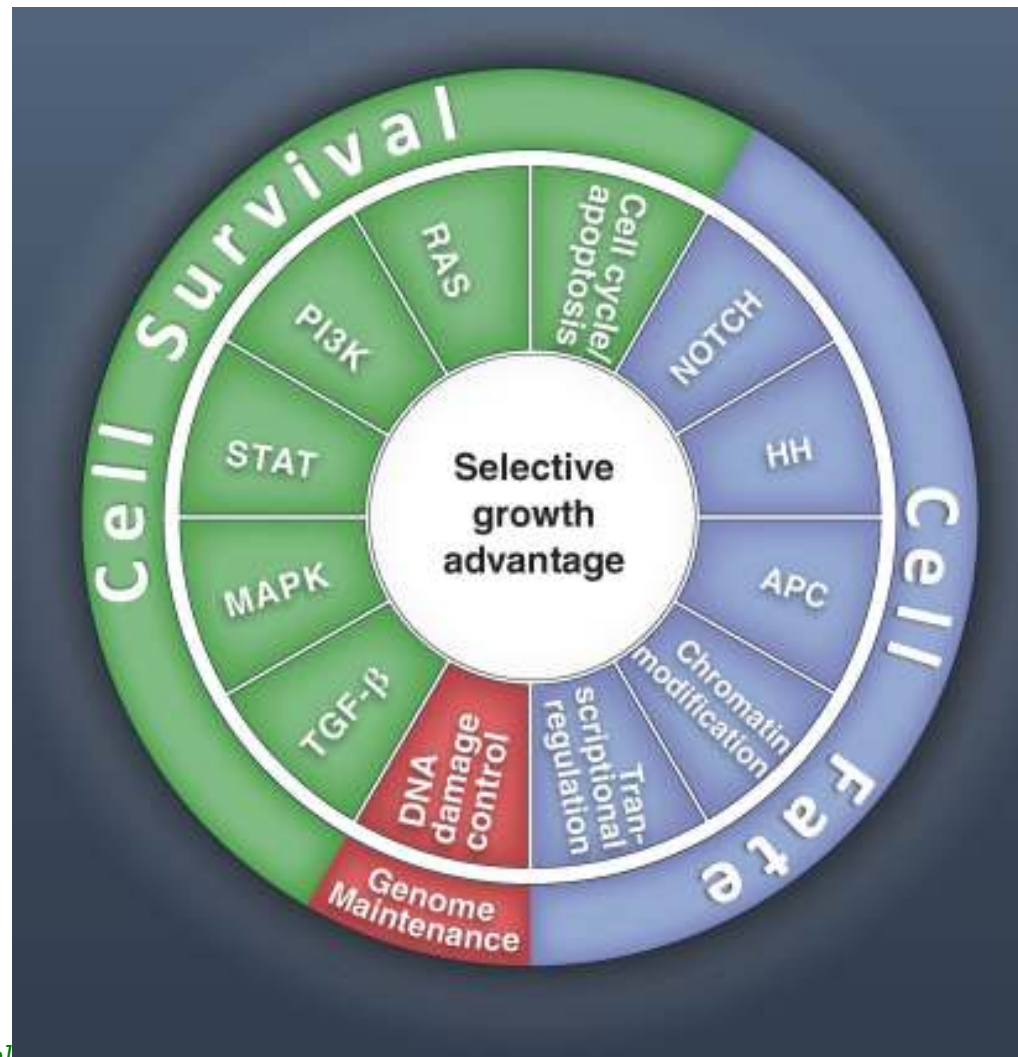 Cell Survival
Cell cycle/
apoptosis
RAS
PI3K
STAT
MAPK
TGF-β
NOTCH
HH
APC
Chromatin
modification
Tran-
scriptional
regulation
DNA
damage
control
Genome
Maintenance
Cell Fate
Selective
growth
advantage